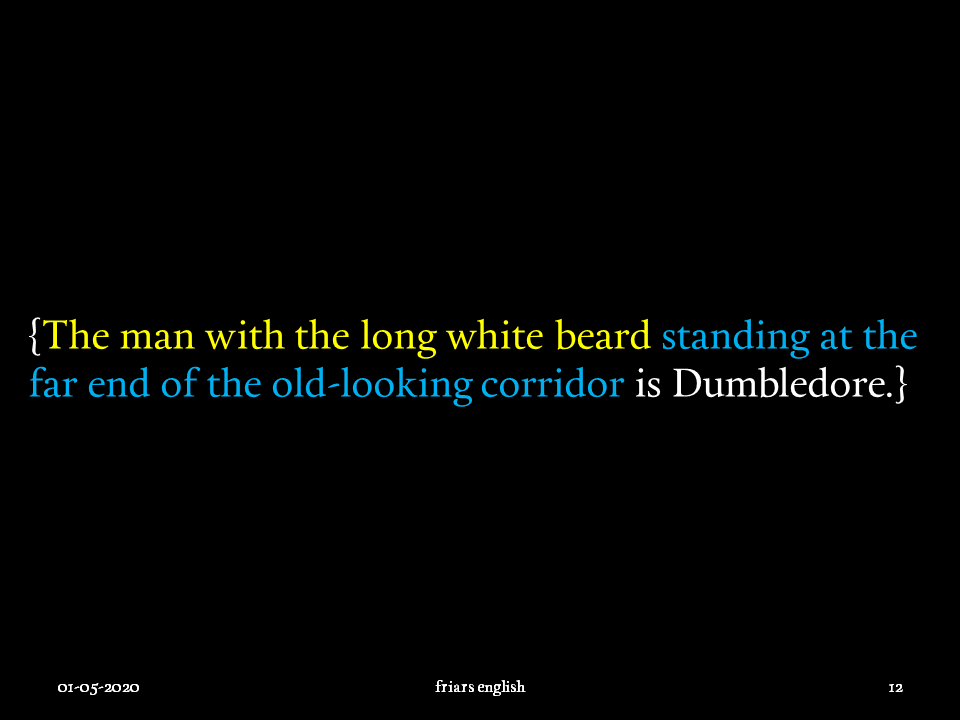 {The man with the long white beard standing at the
far end of the old-looking corridor is Dumbledore.}
01-05-2020 friars english 12